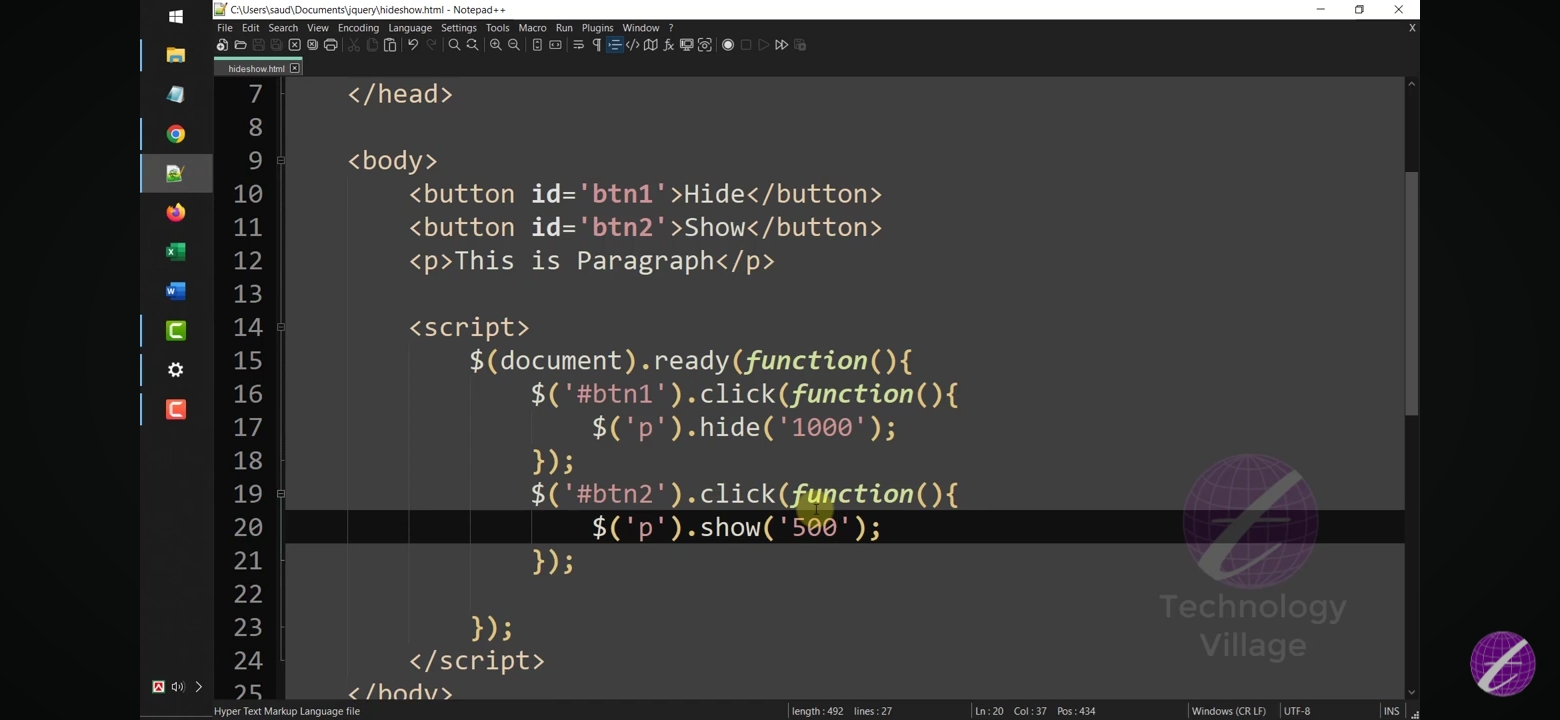 C:\Users\saud\Documents\jquery\hideshow.html - Notepad++
File Edit Search View Encoding Language Settings Tools Macro Run Plugins Window ? X
hideshow.html
7 </head>
8
9 <body>
10 <button id='btn1'>Hide</button>
11 <button id='btn2'>Show</button>
12 <p>This is Paragraph</p>
13
14 <script>
15 $(document).ready(function(){
16 $('#btn1').click(function(){
17 $('p').hide('1000');
18 });
19 $('#btn2').click(function(){
20 $('p').show('500');
21 });
22
23 });
24 </script>
25 </body>
Technology
Village
Hyper Text Markup Language file length : 492 lines : 27 Ln : 20 Col : 37 Pos : 434 Windows (CR LF) UTF-8 INS